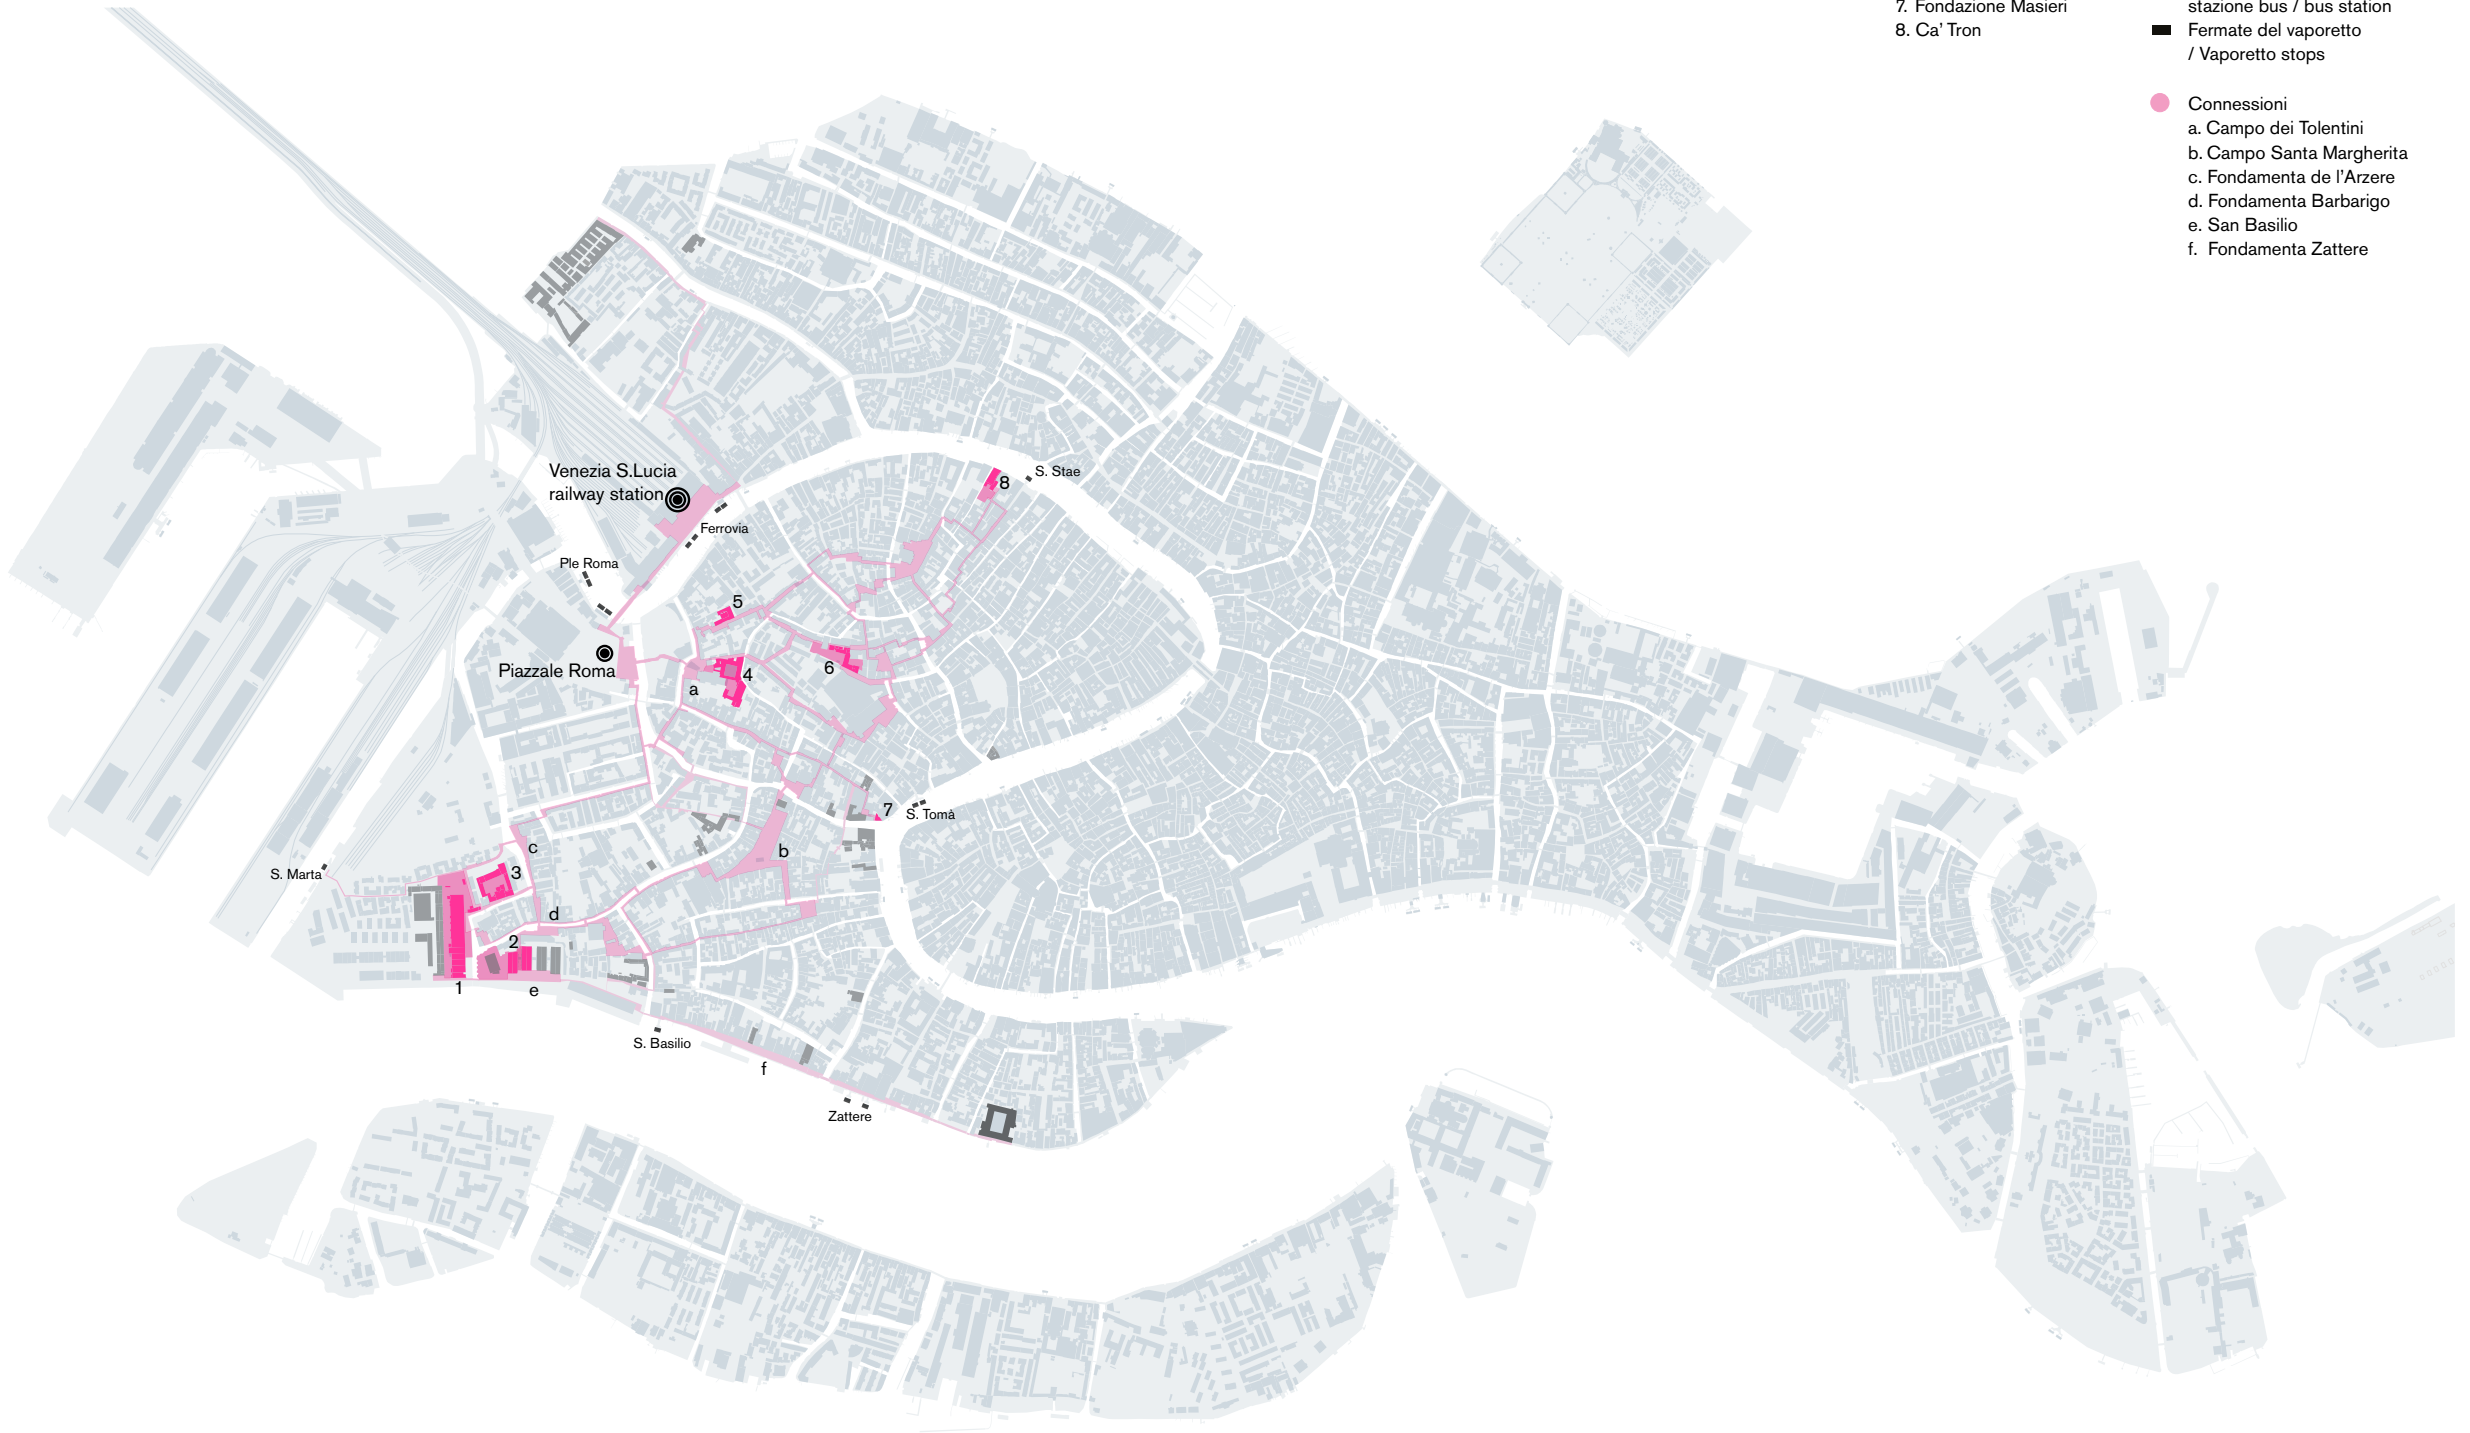 7. Fondazione Masieri
8. Ca' Tron
stazione bus / bus station
Fermate del vaporetto
/ Vaporetto stops
Connessioni
a. Campo dei Tolentini
b. Campo Santa Margherita
c. Fondamenta de l'Arzere
d. Fondamenta Barbarigo
e. San Basilio
f. Fondamenta Zattere
Venezia S.Lucia
railway station
8
S. Stae
Ferrovia
Ple Roma
5
Piazzale Roma
6
4
a
7
S. Tomà
c
b
S. Marta
3
d
2
1
e
S. Basilio
f
Zattere